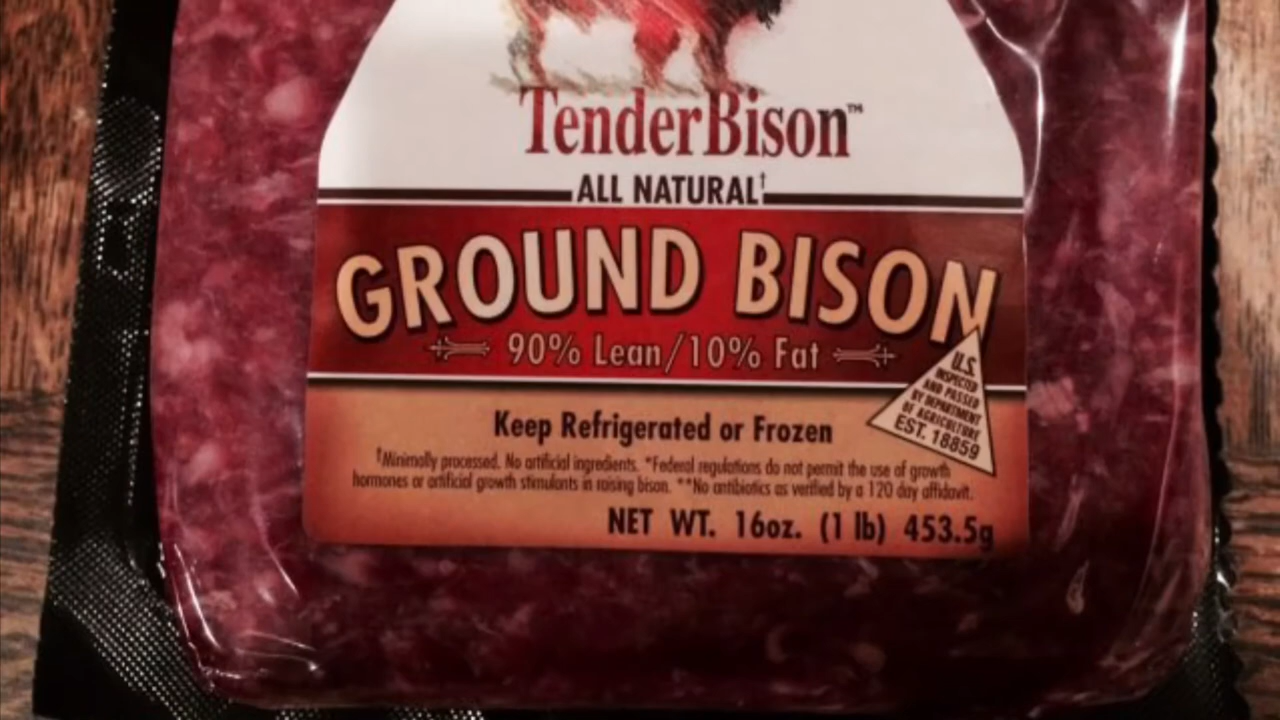 TenderBison™
ALL NATURAL†
GROUND BISON
90% Lean/10% Fat
U.S.
INSPECTED
AND PASSED
BY DEPARTMENT
OF AGRICULTURE
EST. 18859
Keep Refrigerated or Frozen
†Minimally processed. No artificial ingredients. *Federal regulations do not permit the use of growth
hormones or artificial growth stimulants in raising bison. **No antibiotics as verified by a 120 day affidavit.
NET WT. 16oz. (1 lb) 453.5g